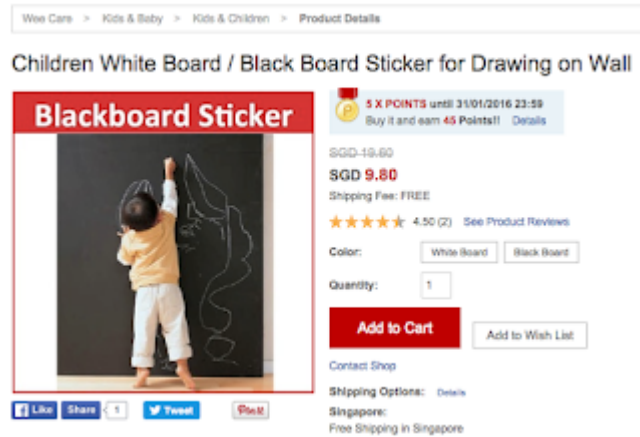 Wee Care > Kids & Baby > Kids & Children > Product Details
Children White Board / Black Board Sticker for Drawing on Wall
Blackboard Sticker
5 X POINTS until 31/01/2016 23:59
Buy it and earn 45 Points!! Details
SGD 19.80
SGD 9.80
Shipping Fee: FREE
4.50 (2) See Product Reviews
Color: White Board Black Board
Quantity: 1
Add to Cart Add to Wish List
Contact Shop
Shipping Options: Details
Like Share 1 Tweet Pin it
Singapore:
Free Shipping in Singapore